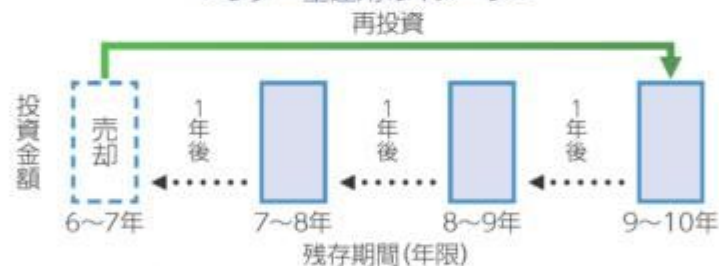 再投資
投資金額
売却
1年後
1年後
1年後
6～7年
7～8年
8～9年
9～10年
残存期間(年限)